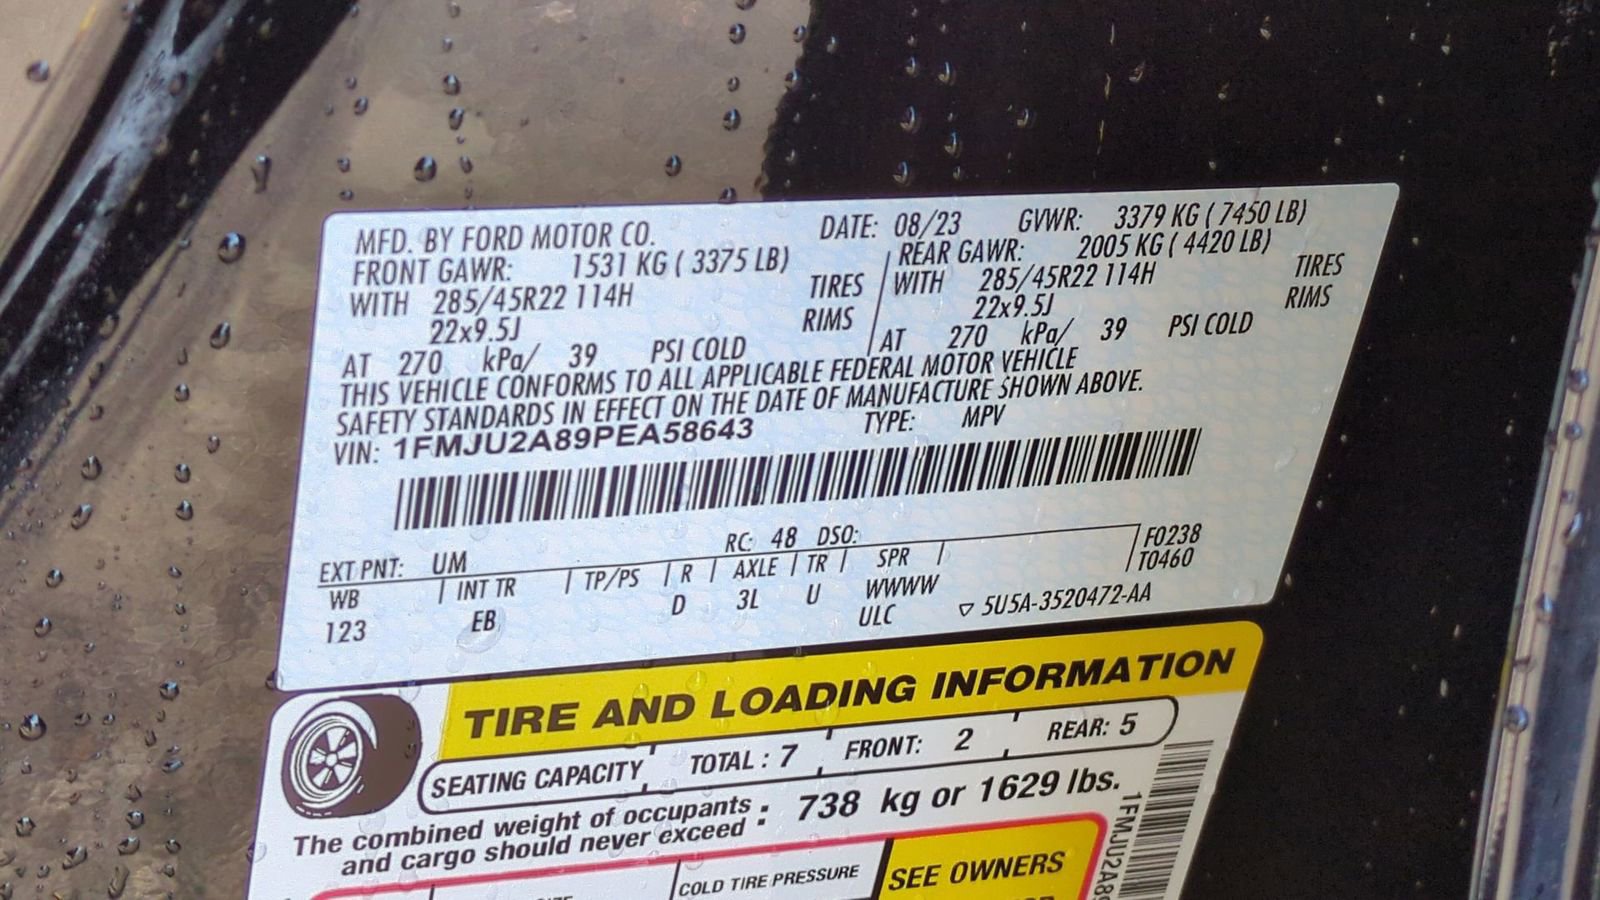 MFD. BY FORD MOTOR CO. DATE: 08/23 GVWR: 3379 KG ( 7450 LB)
FRONT GAWR: 1531 KG ( 3375 LB) REAR GAWR: 2005 KG ( 4420 LB)
WITH 285/45R22 114H TIRES WITH 285/45R22 114H TIRES
22x9.5J RIMS 22x9.5J RIMS
AT 270 kPa/ 39 PSI COLD AT 270 kPa/ 39 PSI COLD
THIS VEHICLE CONFORMS TO ALL APPLICABLE FEDERAL MOTOR VEHICLE
SAFETY STANDARDS IN EFFECT ON THE DATE OF MANUFACTURE SHOWN ABOVE.
VIN: 1FMJU2A89PEA58643 TYPE: MPV
EXT PNT: UM RC: 48 DSO: F0238
WB INT TR TP/PS R AXLE TR SPR T0460
123 EB D 3L U WWWW
ULC ▽ 5U5A-3520472-AA
TIRE AND LOADING INFORMATION
SEATING CAPACITY TOTAL : 7 FRONT: 2 REAR: 5
The combined weight of occupants
and cargo should never exceed : 738 kg or 1629 lbs.
COLD TIRE PRESSURE
SEE OWNERS
1FMJU2A89